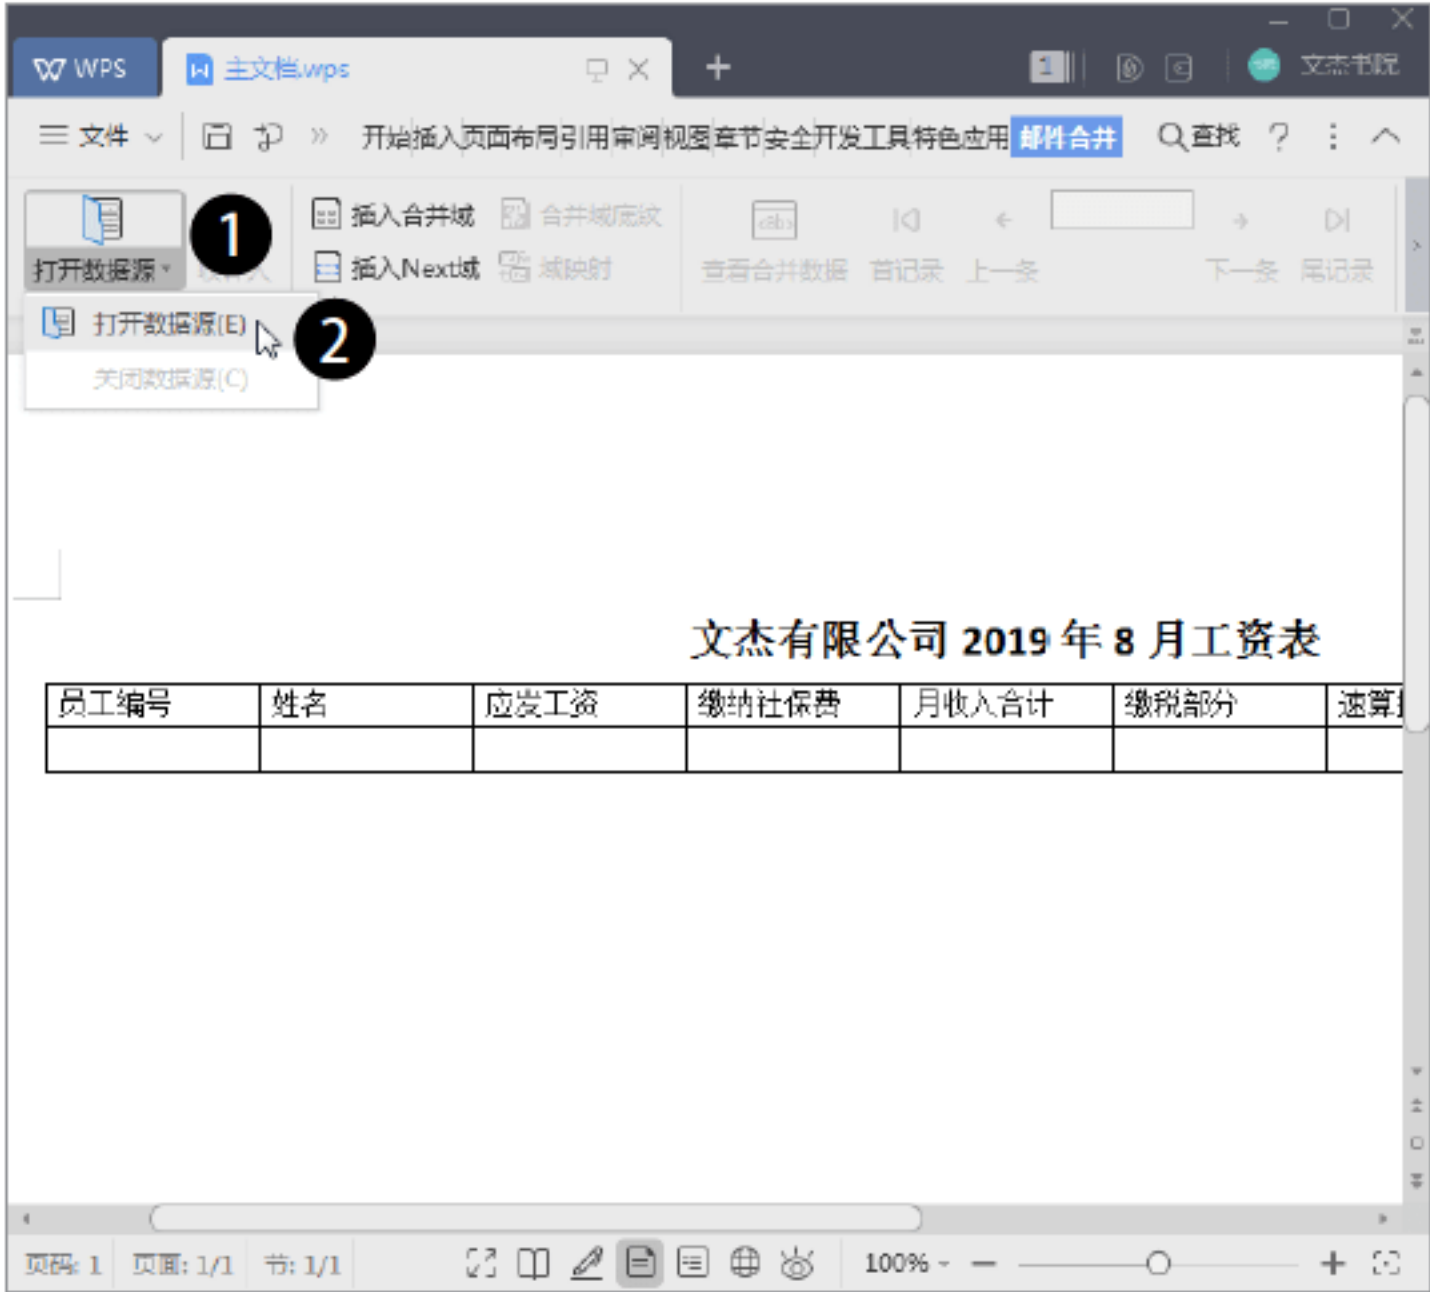 WPS 主文档.wps 1 文杰书院
文件 开始 插入 页面布局 引用 审阅 视图 章节 安全 开发工具 特色应用 邮件合并 查找 ?
插入合并域 合并域底纹
打开数据源 插入Next域 域映射 查看合并数据 首记录 上一条 下一条 尾记录
1
打开数据源(E)
2
关闭数据源(C)
文杰有限公司 2019 年 8 月工资表
员工编号 姓名 应发工资 缴纳社保费 月收入合计 缴税部分 速算
页码: 1 页面: 1/1 节: 1/1 100%